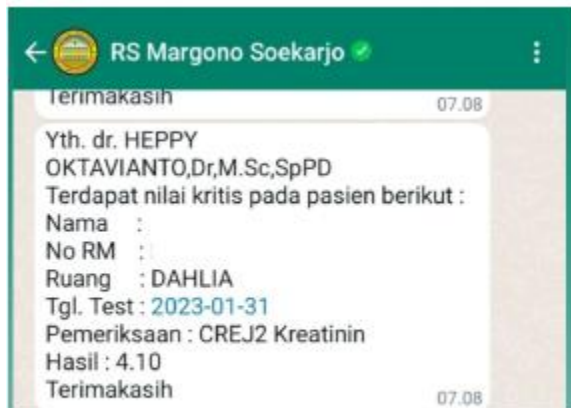 RS Margono Soekarjo
Terimakasih
07.08
Yth. dr. HEPPY
OKTAVIANTO,Dr,M.Sc,SpPD
Terdapat nilai kritis pada pasien berikut :
Nama :
No RM :
Ruang : DAHLIA
Tgl. Test : 2023-01-31
Pemeriksaan : CREJ2 Kreatinin
Hasil : 4.10
Terimakasih
07.08